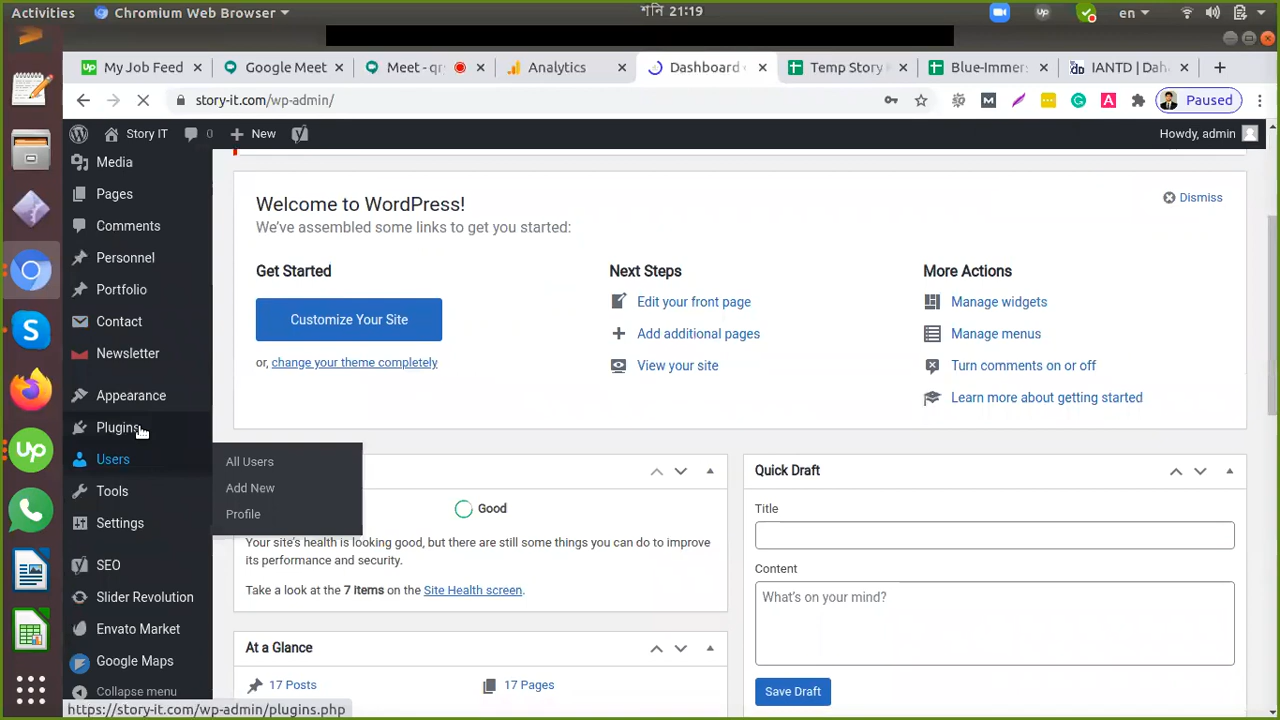 Activities Chromium Web Browser শনি 21:19 en
My Job Feed Google Meet Meet - qr Analytics Dashboard Temp Story Blue-Immer IANTD | Dah
story-it.com/wp-admin/ Paused
Story IT 0 New Howdy, admin
Media
Pages
Comments
Personnel
Portfolio
Contact
Newsletter
Appearance
Plugins
Users
Tools
Settings
SEO
Slider Revolution
Envato Market
Google Maps
Collapse menu
All Users
Add New
Profile
Welcome to WordPress! Dismiss
We've assembled some links to get you started:
Get Started
Customize Your Site
or, change your theme completely
Next Steps
Edit your front page
Add additional pages
View your site
More Actions
Manage widgets
Manage menus
Turn comments on or off
Learn more about getting started
Good
Your site's health is looking good, but there are still some things you can do to improve
its performance and security.
Take a look at the 7 items on the Site Health screen.
At a Glance
17 Posts 17 Pages
Quick Draft
Title
Content
What's on your mind?
Save Draft
https://story-it.com/wp-admin/plugins.php